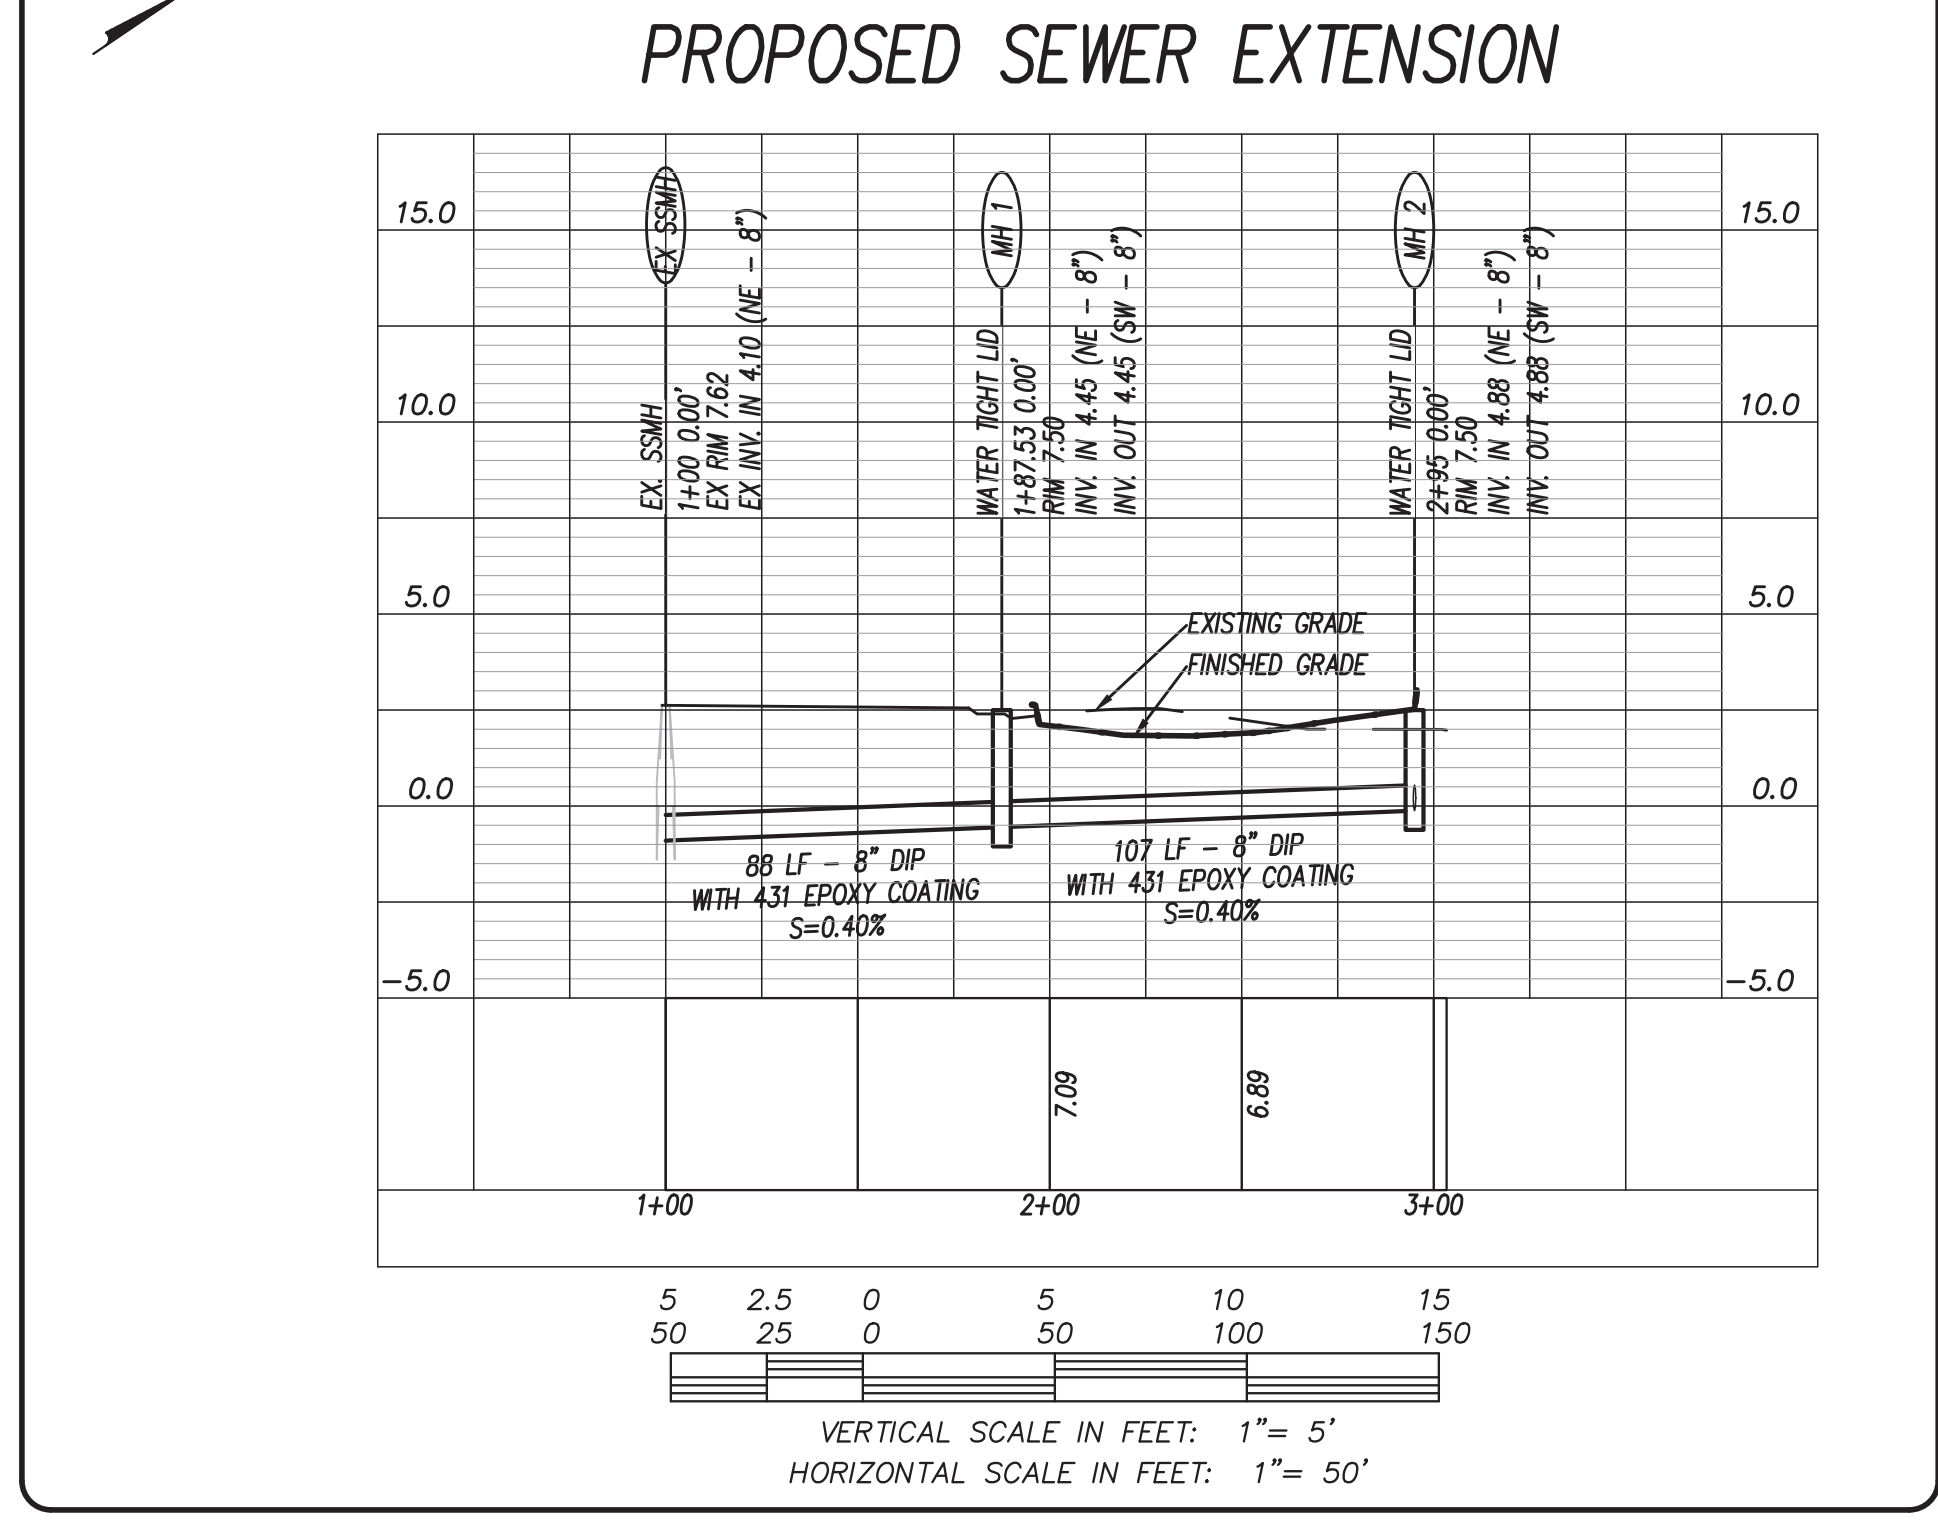 PROPOSED SEWER EXTENSION
EX SSMH
MH 1
MH 2
15.0
15.0
10.0
10.0
5.0
5.0
0.0
0.0
-5.0
-5.0
EX. SSMH
1+00 0.00'
EX RIM 7.62
EX INV. IN 4.10 (NE - 8")
WATER TIGHT LID
1+87.53 0.00'
RIM 7.50
INV. IN 4.45 (NE - 8")
INV. OUT 4.45 (SW - 8")
WATER TIGHT LID
2+95 0.00'
RIM 7.50
INV. IN 4.88 (NE - 8")
INV. OUT 4.88 (SW - 8")
EXISTING GRADE
FINISHED GRADE
88 LF - 8" DIP
WITH 431 EPOXY COATING
S=0.40%
107 LF - 8" DIP
WITH 431 EPOXY COATING
S=0.40%
7.09
6.89
1+00 2+00 3+00
5 2.5 0 5 10 15
50 25 0 50 100 150
VERTICAL SCALE IN FEET: 1"= 5'
HORIZONTAL SCALE IN FEET: 1"= 50'